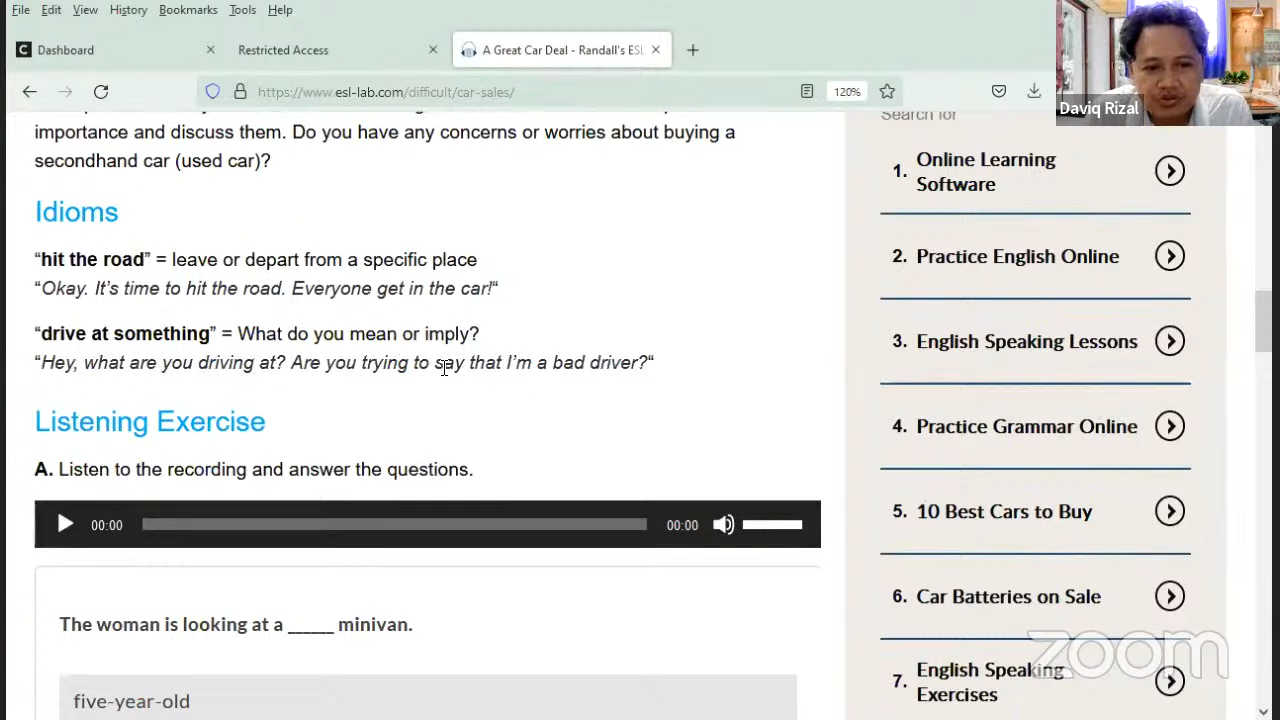 File Edit View History Bookmarks Tools Help
Dashboard
Restricted Access
A Great Car Deal - Randall's ESL
https://www.esl-lab.com/difficult/car-sales/
120%
Daviq Rizal
importance and discuss them. Do you have any concerns or worries about buying a
secondhand car (used car)?
Idioms
“hit the road” = leave or depart from a specific place
“Okay. It’s time to hit the road. Everyone get in the car!“
“drive at something” = What do you mean or imply?
“Hey, what are you driving at? Are you trying to say that I’m a bad driver?“
Listening Exercise
A. Listen to the recording and answer the questions.
00:00 00:00
The woman is looking at a ______ minivan.
five-year-old
Search for
1. Online Learning
Software
2. Practice English Online
3. English Speaking Lessons
4. Practice Grammar Online
5. 10 Best Cars to Buy
6. Car Batteries on Sale
7. English Speaking
Exercises
zoom